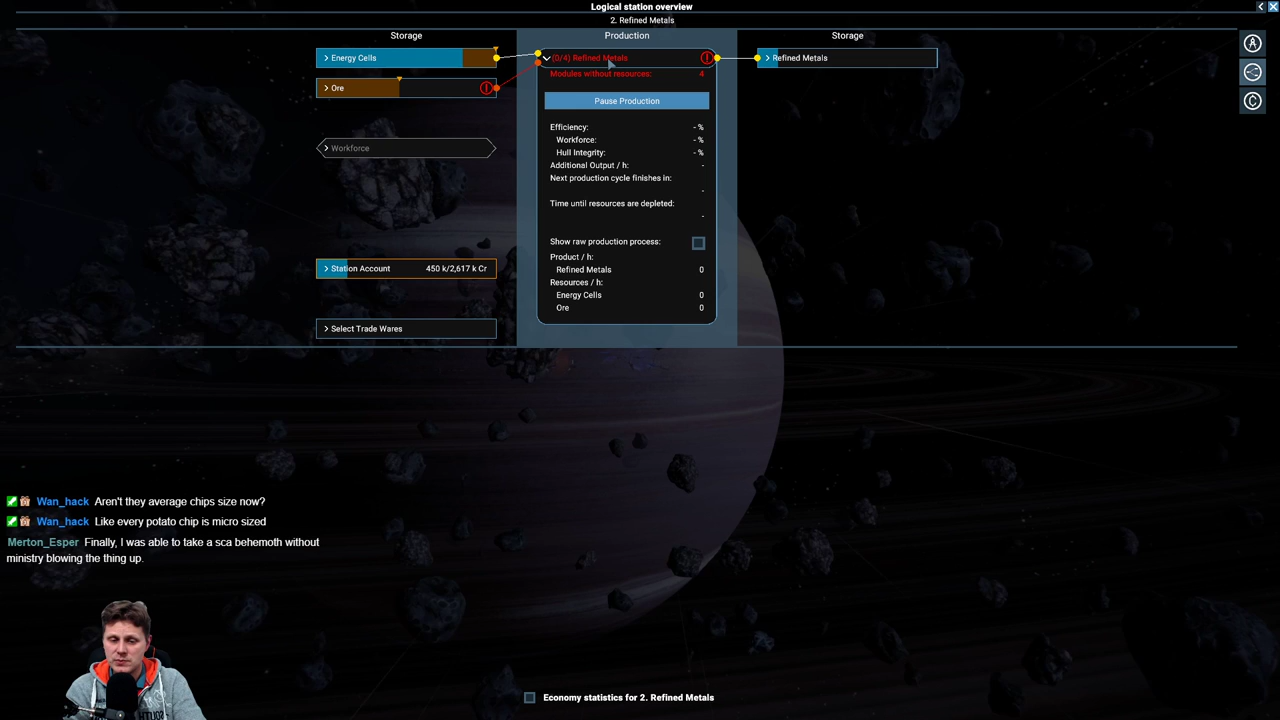 Logical station overview
2. Refined Metals
Storage
Production
Storage
Energy Cells
(0/4) Refined Metals
Refined Metals
Modules without resources: 4
Ore
Pause Production
Efficiency: - %
Workforce: - %
Hull Integrity: - %
Additional Output / h: -
Next production cycle finishes in:
-
Time until resources are depleted:
-
Workforce
Show raw production process:
Product / h:
Refined Metals 0
Resources / h:
Energy Cells 0
Ore 0
Station Account 450 k/2,617 k Cr
Select Trade Wares
A
C
Wan_hack Aren't they average chips size now?
Wan_hack Like every potato chip is micro sized
Merton_Esper Finally, I was able to take a sca behemoth without
ministry blowing the thing up.
Economy statistics for 2. Refined Metals